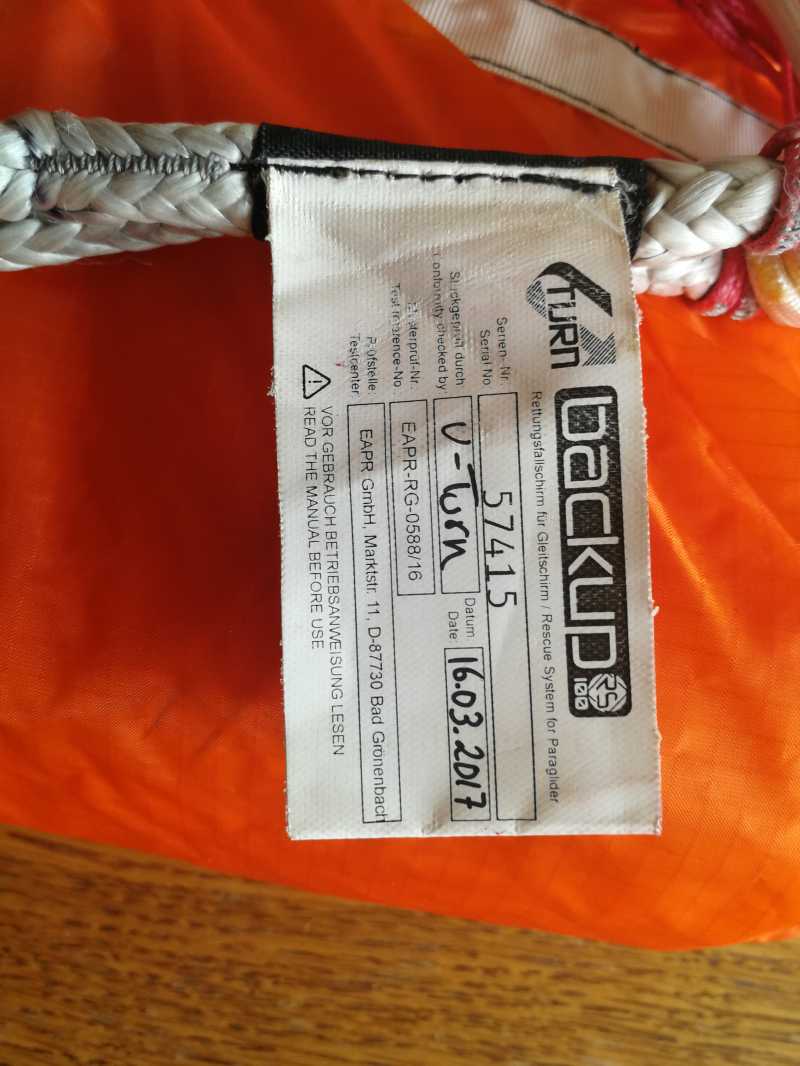 TURN backup RS 100
Rettungsfallschirm für Gleitschirm / Rescue System for Paraglider
Serien- Nr.:
Serial No
57415
Stückgeprüft durch
Conformity checked by:
U-Turn
Datum:
Date:
16.03.2017
Musterprüf-Nr.:
Test reference-No
EAPR-RG-0588/16
Prüfstelle:
Testcenter:
EAPR GmbH, Marktstr. 11, D-87730 Bad Grönenbach
VOR GEBRAUCH BETRIEBSANWEISUNG LESEN
READ THE MANUAL BEFORE USE